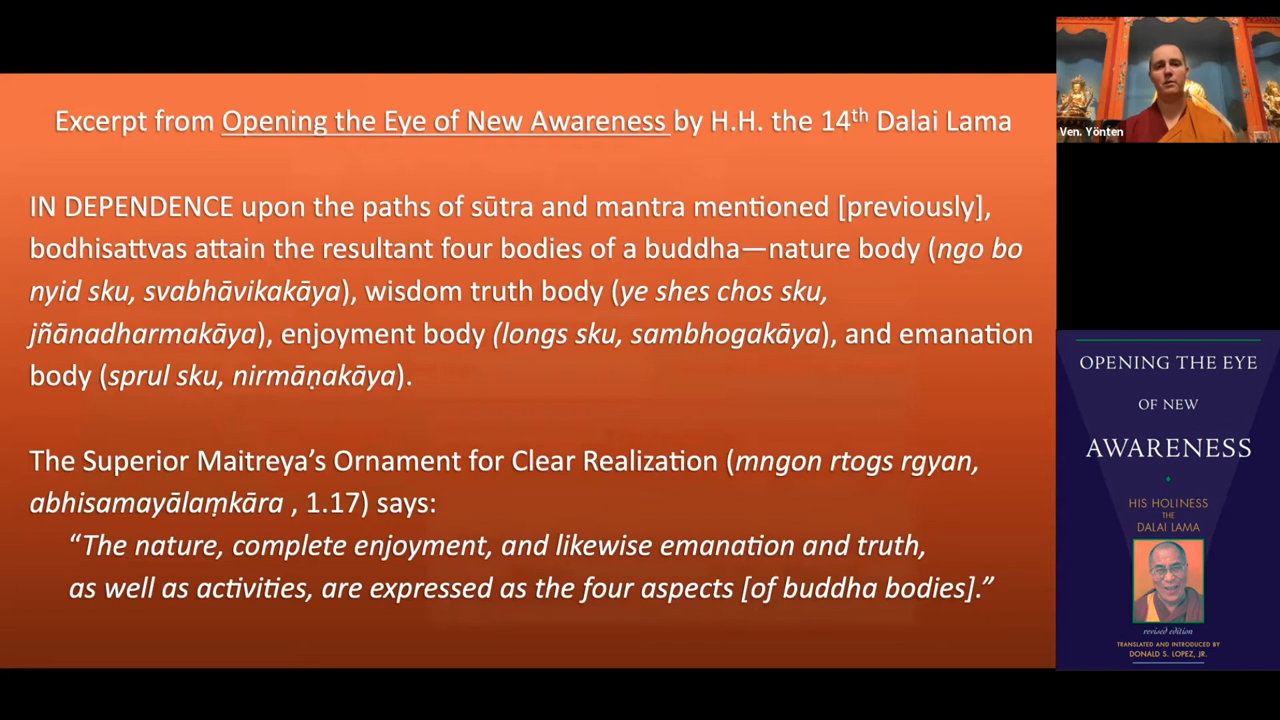 Excerpt from Opening the Eye of New Awareness by H.H. the 14th Dalai Lama
IN DEPENDENCE upon the paths of sūtra and mantra mentioned [previously],
bodhisattvas attain the resultant four bodies of a buddha—nature body (ngo bo
nyid sku, svabhāvikakāya), wisdom truth body (ye shes chos sku,
jñānadharmakāya), enjoyment body (longs sku, sambhogakāya), and emanation
body (sprul sku, nirmāṇakāya).
The Superior Maitreya's Ornament for Clear Realization (mngon rtogs rgyan,
abhisamayālaṃkāra , 1.17) says:
“The nature, complete enjoyment, and likewise emanation and truth,
as well as activities, are expressed as the four aspects [of buddha bodies].”
Ven. Yönten
OPENING THE EYE
OF NEW
AWARENESS
HIS HOLINESS
THE
DALAI LAMA
revised edition
TRANSLATED AND INTRODUCED BY
DONALD S. LOPEZ, JR.